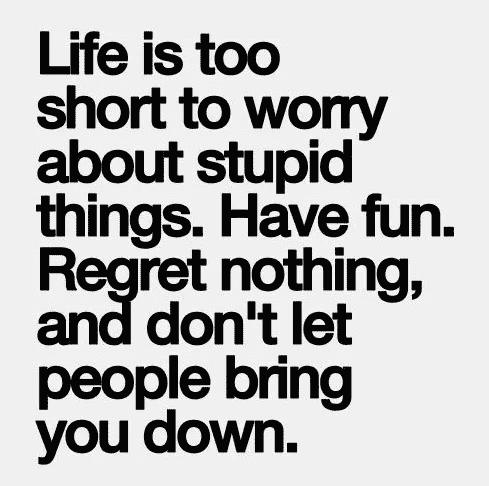 Life is too
short to worry
about stupid
things. Have fun.
Regret nothing,
and don't let
people bring
you down.